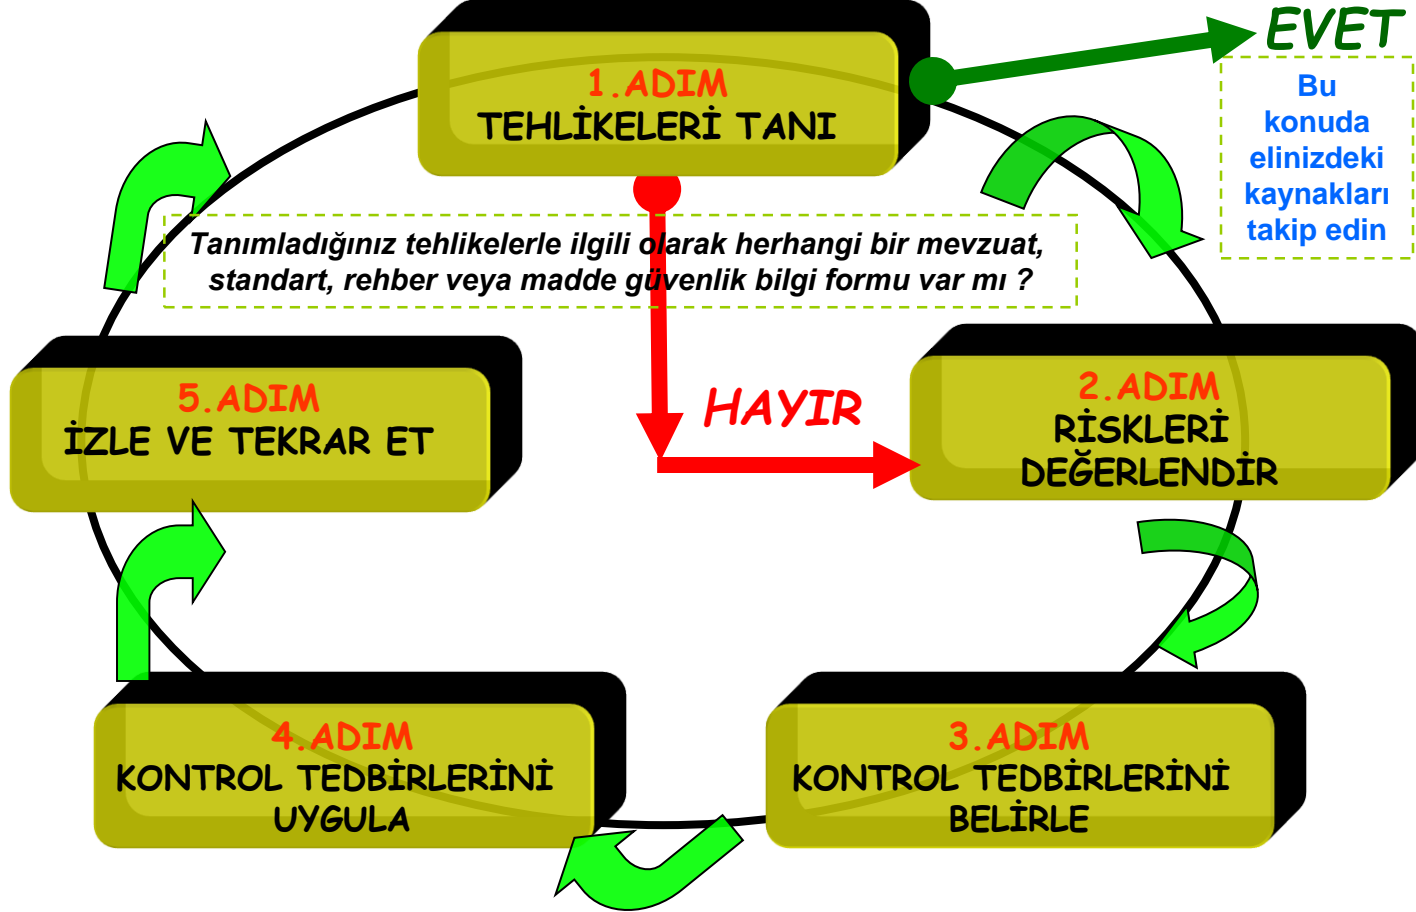 1.ADIM
TEHLİKELERİ TANI
EVET
Bu
konuda
elinizdeki
kaynakları
takip edin
Tanımladığınız tehlikelerle ilgili olarak herhangi bir mevzuat,
standart, rehber veya madde güvenlik bilgi formu var mı ?
HAYIR
2.ADIM
RİSKLERİ
DEĞERLENDİR
3.ADIM
KONTROL TEDBİRLERİNİ
BELİRLE
4.ADIM
KONTROL TEDBİRLERİNİ
UYGULA
5.ADIM
İZLE VE TEKRAR ET